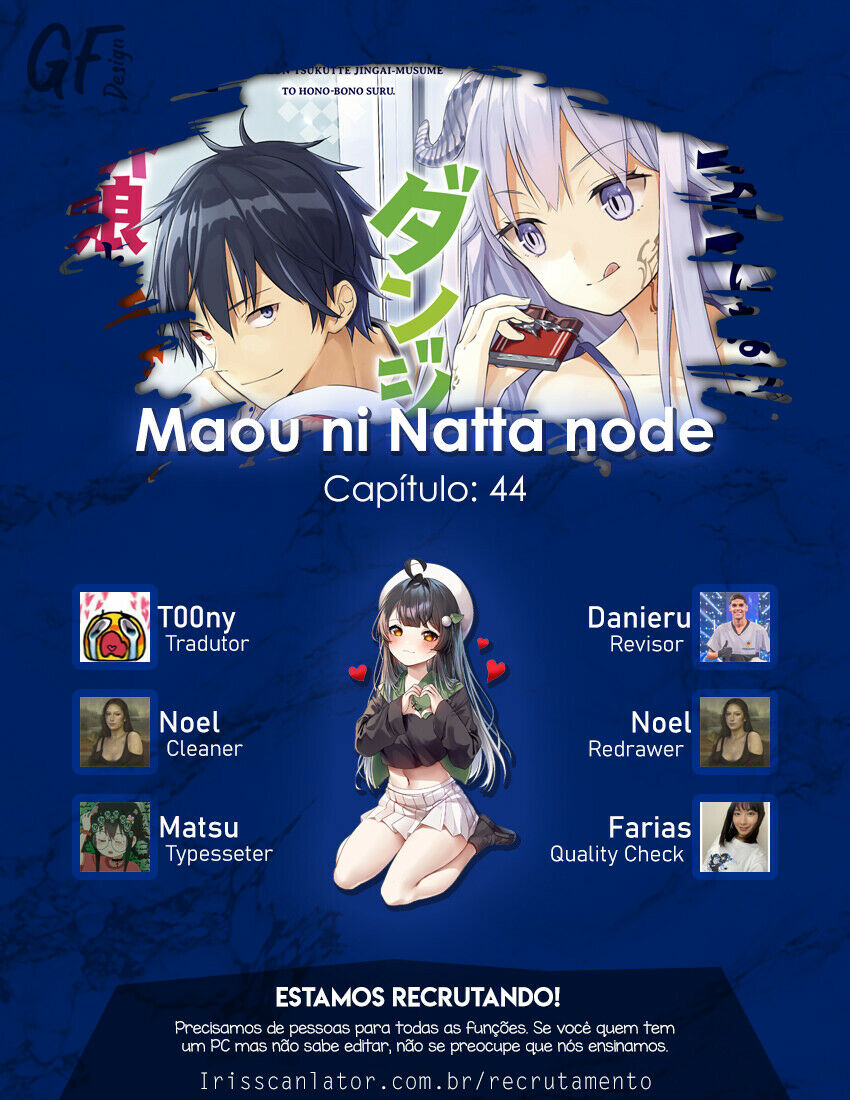 GF
Design
TSUKUTTE JINGAI-MUSUME
TO HONO-BONO SURU.
狼
ダンジ
Maou ni Natta node
Capítulo: 44
T00ny
Tradutor
Danieru
Revisor
Noel
Cleaner
Noel
Redrawer
Matsu
Typesseter
Farias
Quality Check
ESTAMOS RECRUTANDO!
Precisamos de pessoas para todas as funções. Se você quem tem
um PC mas não sabe editar, não se preocupe que nós ensinamos.
Irisscanlator.com.br/recrutamento